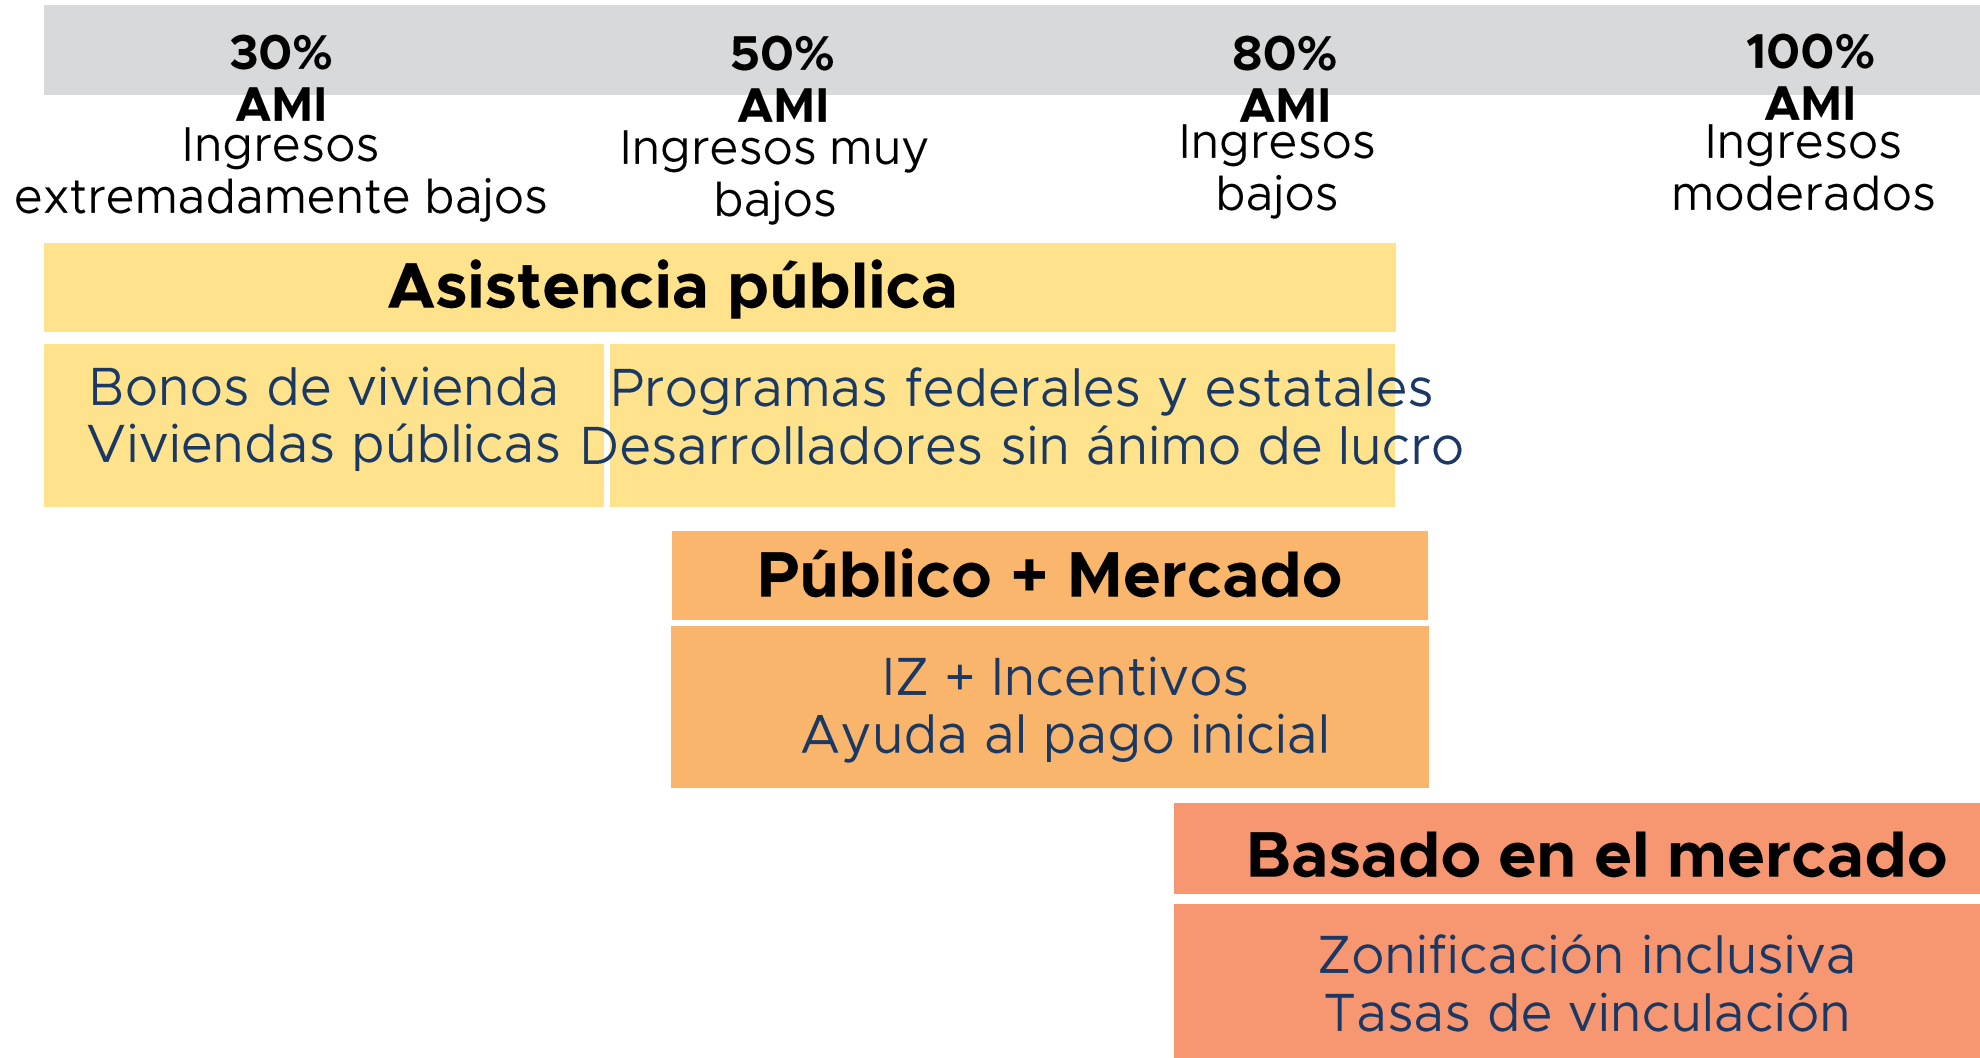 30%
AMI
Ingresos
extremadamente bajos
50%
AMI
Ingresos muy
bajos
80%
AMI
Ingresos
bajos
100%
AMI
Ingresos
moderados
Asistencia pública
Bonos de vivienda
Viviendas públicas
Programas federales y estatales
Desarrolladores sin ánimo de lucro
Público + Mercado
IZ + Incentivos
Ayuda al pago inicial
Basado en el mercado
Zonificación inclusiva
Tasas de vinculación